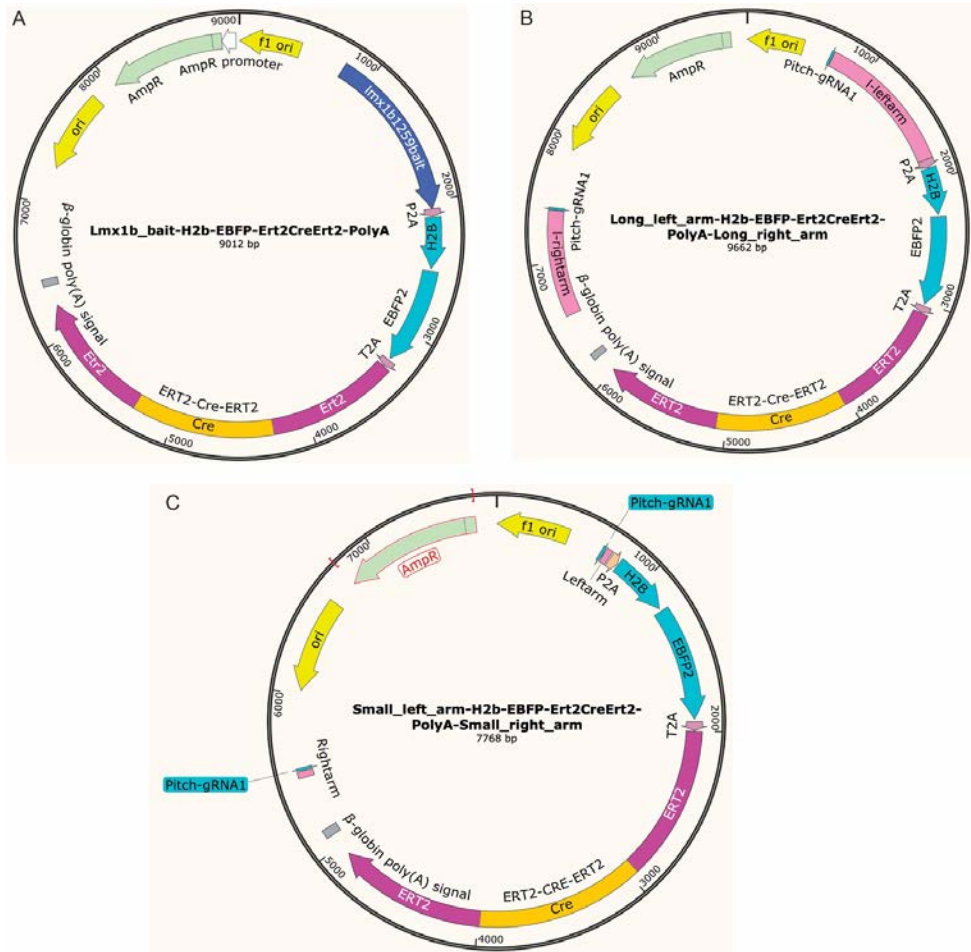 A
9000
f1 ori
AmpR promoter
AmpR
8000
ori
1000
lmx1b1259bait
2000
P2A
H2B
7000
Lmx1b_bait-H2b-EBFP-Ert2CreErt2-PolyA
9012 bp
EBFP2
3000
T2A
β-globin poly(A) signal
6000
Etr2
ERT2-Cre-ERT2
Ert2
Cre
5000
4000
B
9000
f1 ori
AmpR
Pitch-gRNA1
1000
l-leftarm
8000
ori
2000
P2A
H2B
Pitch-gRNA1
Long_left_arm-H2b-EBFP-Ert2CreErt2-
PolyA-Long_right_arm
9662 bp
EBFP2
l-rightarm
7000
3000
T2A
β-globin poly(A) signal
6000
ERT2
ERT2-Cre-ERT2
ERT2
Cre
4000
5000
C
Pitch-gRNA1
f1 ori
7000
AmpR
Leftarm
P2A
1000
H2B
ori
EBFP2
6000
Small_left_arm-H2b-EBFP-Ert2CreErt2-
PolyA-Small_right_arm
7768 bp
T2A
2000
Rightarm
Pitch-gRNA1
β-globin poly(A) signal
5000
ERT2
ERT2-CRE-ERT2
ERT2
Cre
3000
4000